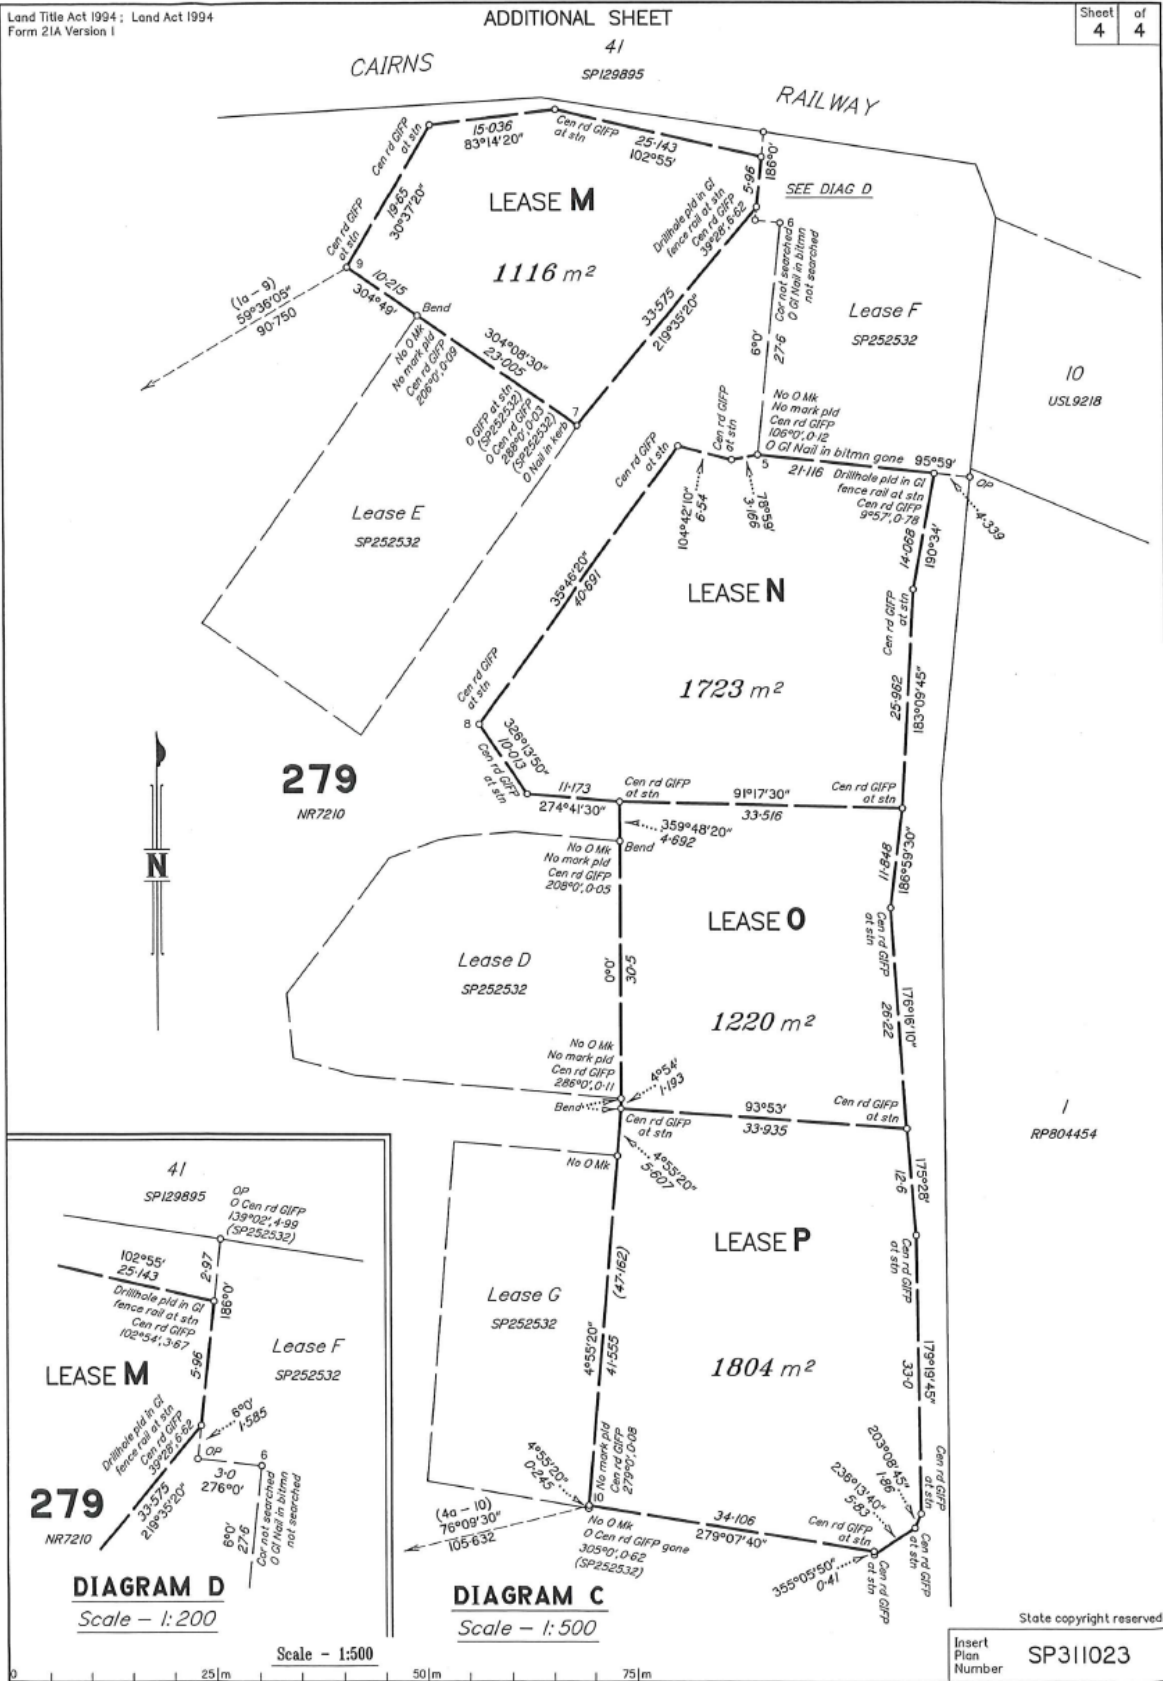 Land Title Act 1994 ; Land Act 1994
Form 21A Version 1
ADDITIONAL SHEET
Sheet of
4 4
41
SP129895
CAIRNS
RAILWAY
Cen rd GIFP
at stn
15·036
83°14'20"
Cen rd GIFP
at stn
25·143
102°55'
186°0'
5·96
SEE DIAG D
LEASE M
1116 m²
19·65
30°37'20"
Cen rd GIFP
at stn
9
Drillhole pld in GI
fence rail at stn
Cen rd GIFP
39°28', 6·62
6
Cor not searched
O GI Nail in bitmn
not searched
(1a - 9)
59°36'05"
90·750
10·215
304°49'
Bend
No O Mk
No mark pld
Cen rd GIFP
206°0', 0·09
304°08'30"
23·005
33·575
219°35'20"
O GIFP at stn
(SP252532)
O Cen rd GIFP
288°0', 0·03
(SP252532)
O Nail in kerb
7
6°0'
27·6
Lease F
SP252532
10
USL9218
No O Mk
No mark pld
Cen rd GIFP
106°0', 0·12
O GI Nail in bitmn gone
5
Cen rd GIFP
at stn
Cen rd GIFP
at stn
104°42'10"
6·54
78°59'
3·166
21·116
95°59'
OP
4·339
Drillhole pld in GI
fence rail at stn
Cen rd GIFP
9°57', 0·78
Lease E
SP252532
35°46'20"
40·691
LEASE N
1723 m²
14·068
190°34'
Cen rd GIFP
at stn
25·962
183°09'45"
Cen rd GIFP
at stn
8
326°13'50"
10·013
Cen rd GIFP
at stn
279
NR7210
N
11·173
274°41'30"
Cen rd GIFP
at stn
91°17'30"
33·516
Cen rd GIFP
at stn
359°48'20"
4·692
Bend
No O Mk
No mark pld
Cen rd GIFP
208°0', 0·05
11·848
186°59'30"
Cen rd GIFP
at stn
LEASE O
1220 m²
Lease D
SP252532
0°0'
30·5
176°16'10"
26·22
No O Mk
No mark pld
Cen rd GIFP
286°0', 0·11
4°54'
1·193
Bend
Cen rd GIFP
at stn
93°53'
33·935
Cen rd GIFP
at stn
1
RP804454
No O Mk
4°55'20"
5·607
175°28'
12·6
Cen rd GIFP
at stn
LEASE P
1804 m²
Lease G
SP252532
(47·162)
4°55'20"
41·555
179°19'45"
33·0
No mark pld
Cen rd GIFP
279°0', 0·08
4°55'20"
0·245
10
(4a - 10)
76°09'30"
105·632
No O Mk
O Cen rd GIFP gone
305°0', 0·62
(SP252532)
34·106
279°07'40"
Cen rd GIFP
at stn
203°08'45"
1·86
236°13'40"
5·83
Cen rd GIFP
at stn
Cen rd GIFP
at stn
355°05'50"
0·41
Cen rd GIFP
at stn
41
SP129895
OP
O Cen rd GIFP
139°02', 4·99
(SP252532)
102°55'
25·143
2·97
186°0'
Drillhole pld in GI
fence rail at stn
Cen rd GIFP
102°54', 3·67
Lease F
SP252532
LEASE M
5·96
Drillhole pld in GI
fence rail at stn
Cen rd GIFP
39°28', 6·62
6°0'
1·585
OP
3·0
276°0'
6
279
NR7210
33·575
219°35'20"
6°0'
27·6
Cor not searched
O GI Nail in bitmn
not searched
DIAGRAM D
Scale – 1:200
DIAGRAM C
Scale – 1:500
Scale - 1:500
0 25 m 50 m 75 m
State copyright reserved
Insert
Plan
Number
SP311023